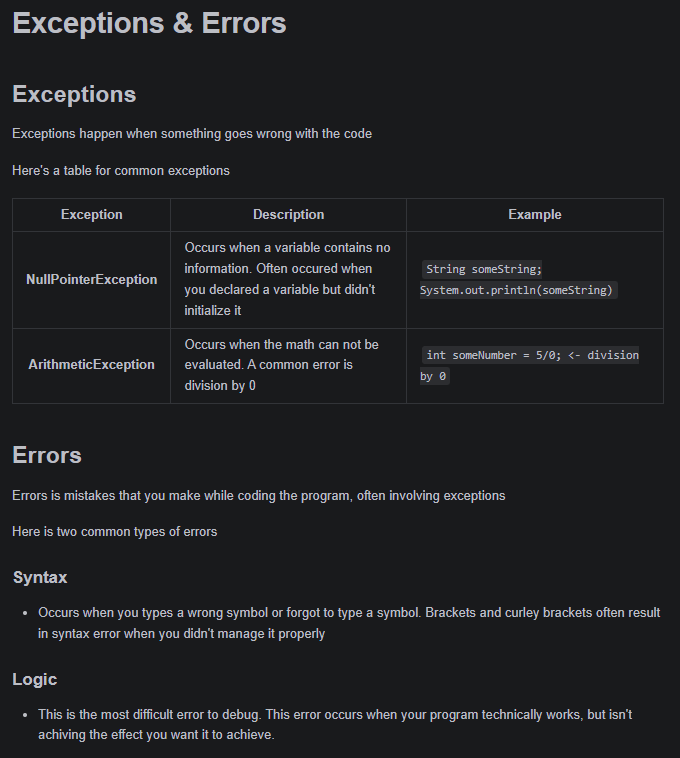 Exceptions & Errors
Exceptions
Exceptions happen when something goes wrong with the code
Here's a table for common exceptions
Exception Description Example
NullPointerException
Occurs when a variable contains no
information. Often occured when
you declared a variable but didn't
initialize it
String someString;
System.out.println(someString)
ArithmeticException
Occurs when the math can not be
evaluated. A common error is
division by 0
int someNumber = 5/0; <- division
by 0
Errors
Errors is mistakes that you make while coding the program, often involving exceptions
Here is two common types of errors
Syntax
• Occurs when you types a wrong symbol or forgot to type a symbol. Brackets and curley brackets often result
in syntax error when you didn't manage it properly
Logic
• This is the most difficult error to debug. This error occurs when your program technically works, but isn't
achiving the effect you want it to achieve.